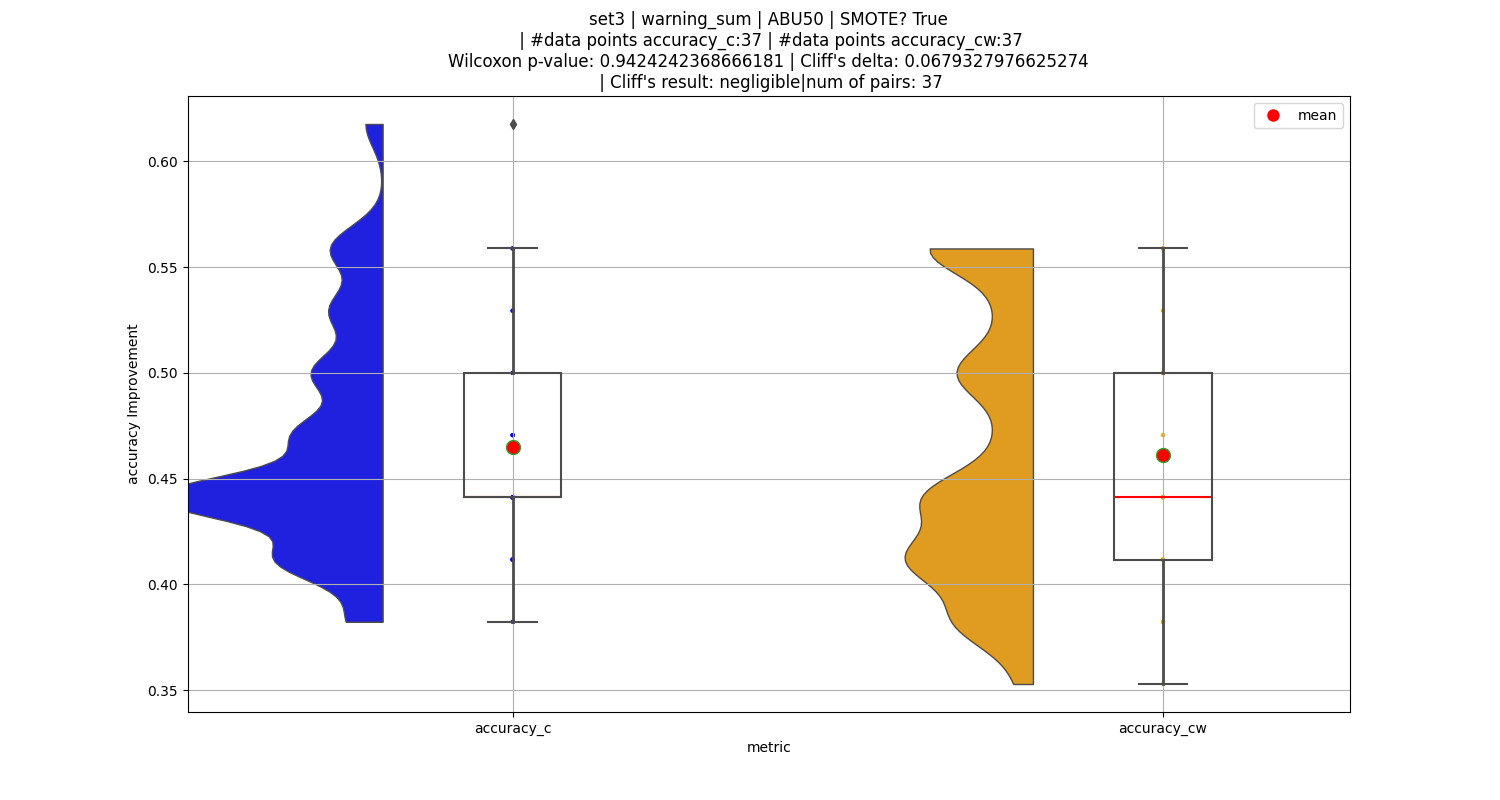 set3 | warning_sum | ABU50 | SMOTE? True
| #data points accuracy_c:37 | #data points accuracy_cw:37
Wilcoxon p-value: 0.9424242368666181 | Cliff's delta: 0.0679327976625274
| Cliff's result: negligible|num of pairs: 37
mean
0.60
0.55
0.50
0.45
0.40
0.35
accuracy Improvement
accuracy_c
accuracy_cw
metric